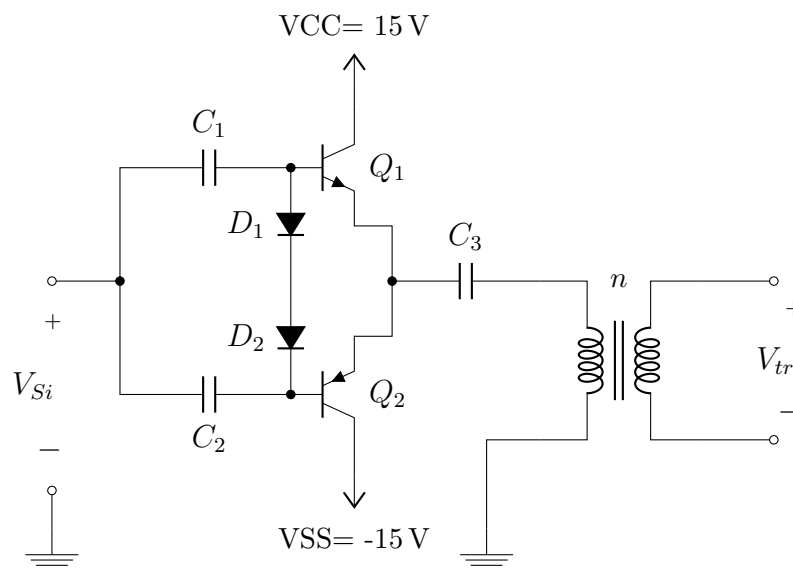 VCC= 15 V
C1
Q1
D1
C3
n
+
+
D2
Vtr
VSi
Q2
−
C2
−
VSS= -15 V